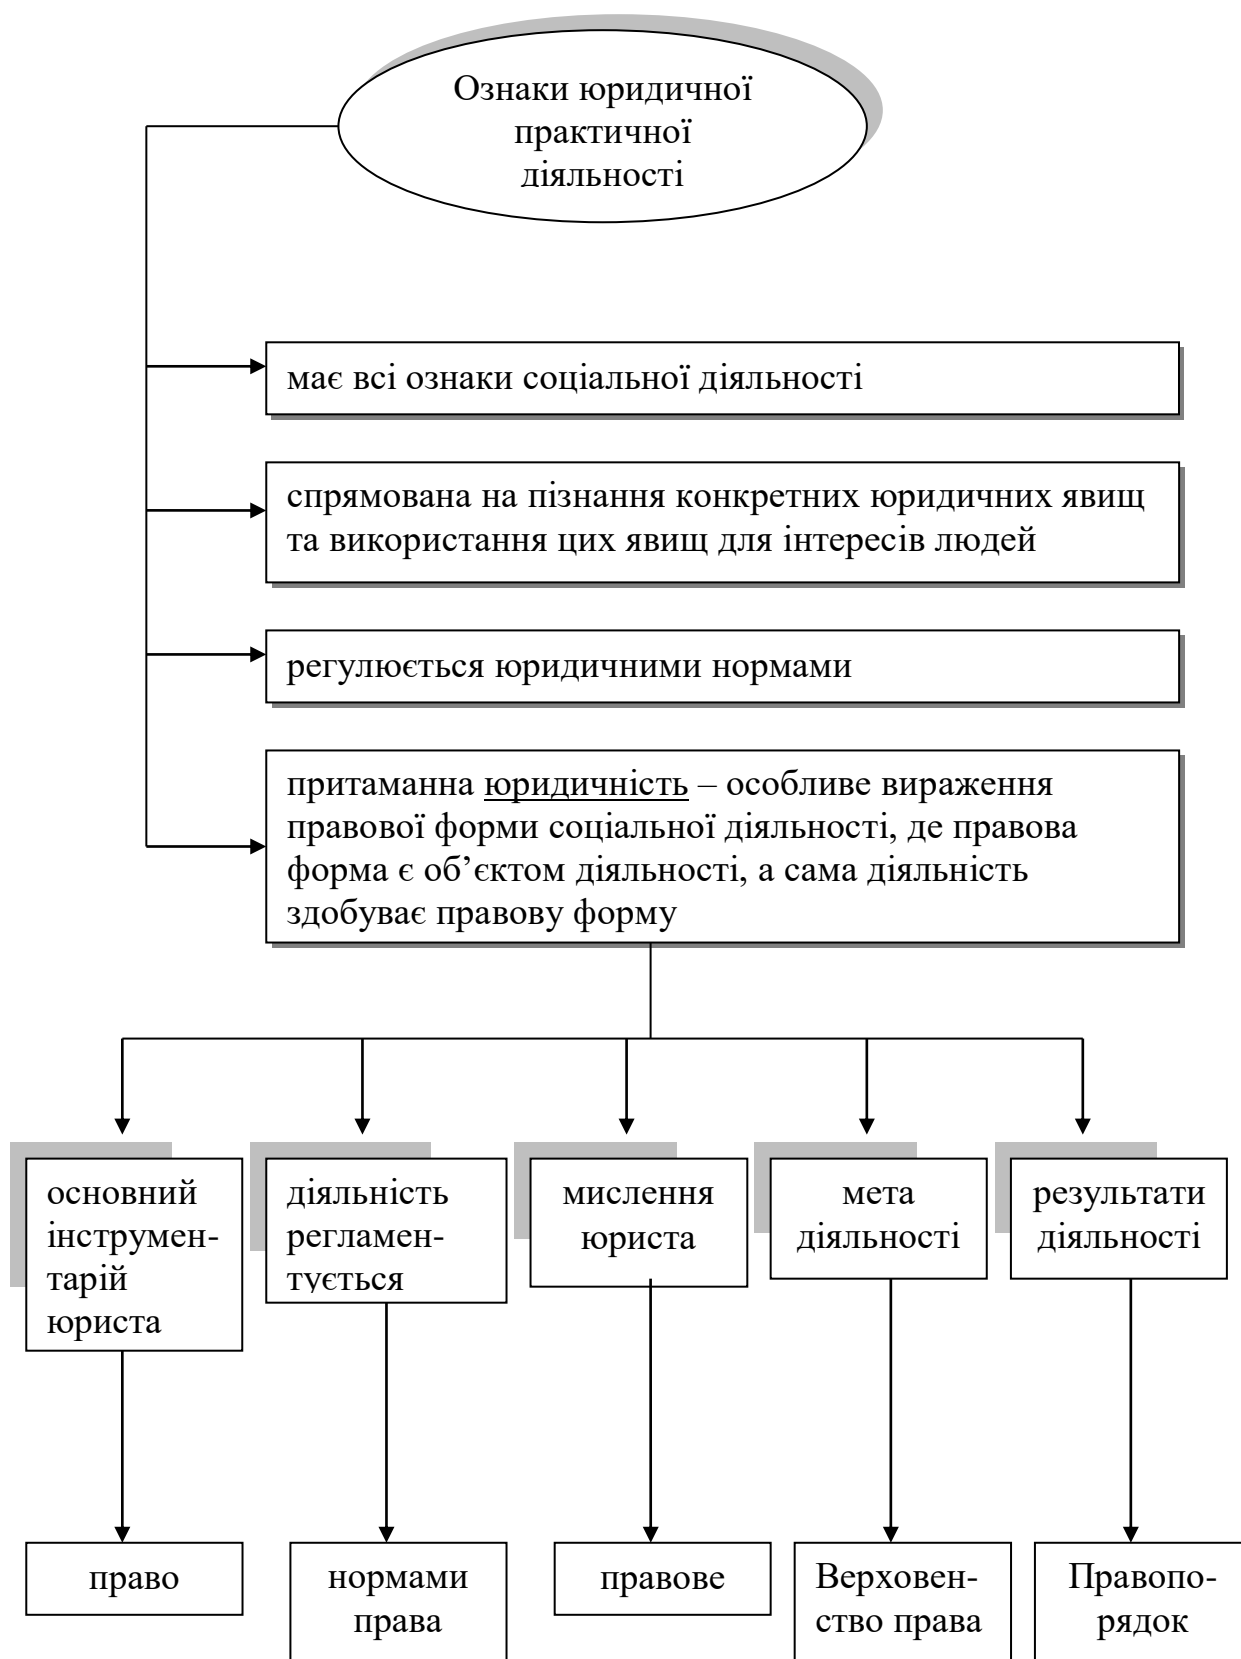 Ознаки юридичної
практичної
діяльності
має всі ознаки соціальної діяльності
спрямована на пізнання конкретних юридичних явищ
та використання цих явищ для інтересів людей
регулюється юридичними нормами
притаманна юридичність – особливе вираження
правової форми соціальної діяльності, де правова
форма є об’єктом діяльності, а сама діяльність
здобуває правову форму
основний
інструмен-
тарій
юриста
діяльність
регламен-
тується
мислення
юриста
мета
діяльності
результати
діяльності
право
нормами
права
правове
Верховен-
ство права
Правопо-
рядок